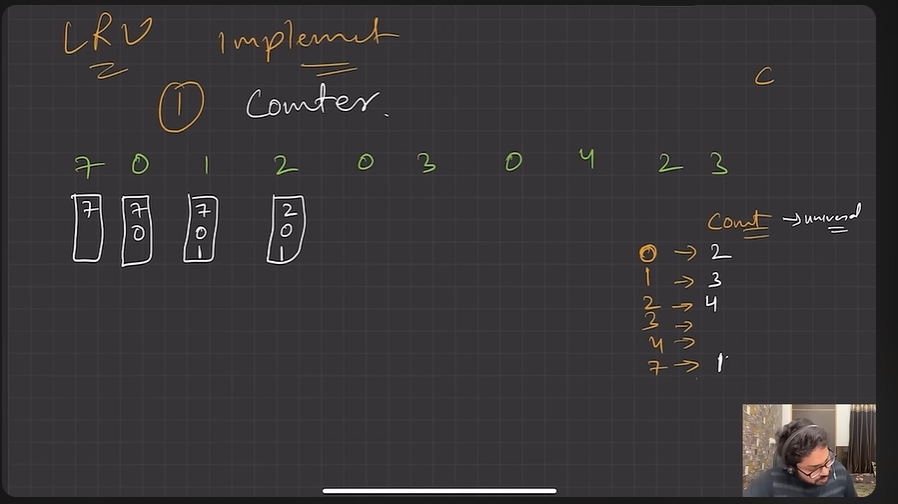 LRU Implement
C
① Counter.
7 0 1 2 0 3 0 4 2 3
7 7 7 2
0 0 0
1 1
Count → universal
0 → 2
1 → 3
2 → 4
3 →
4 →
7 → 1